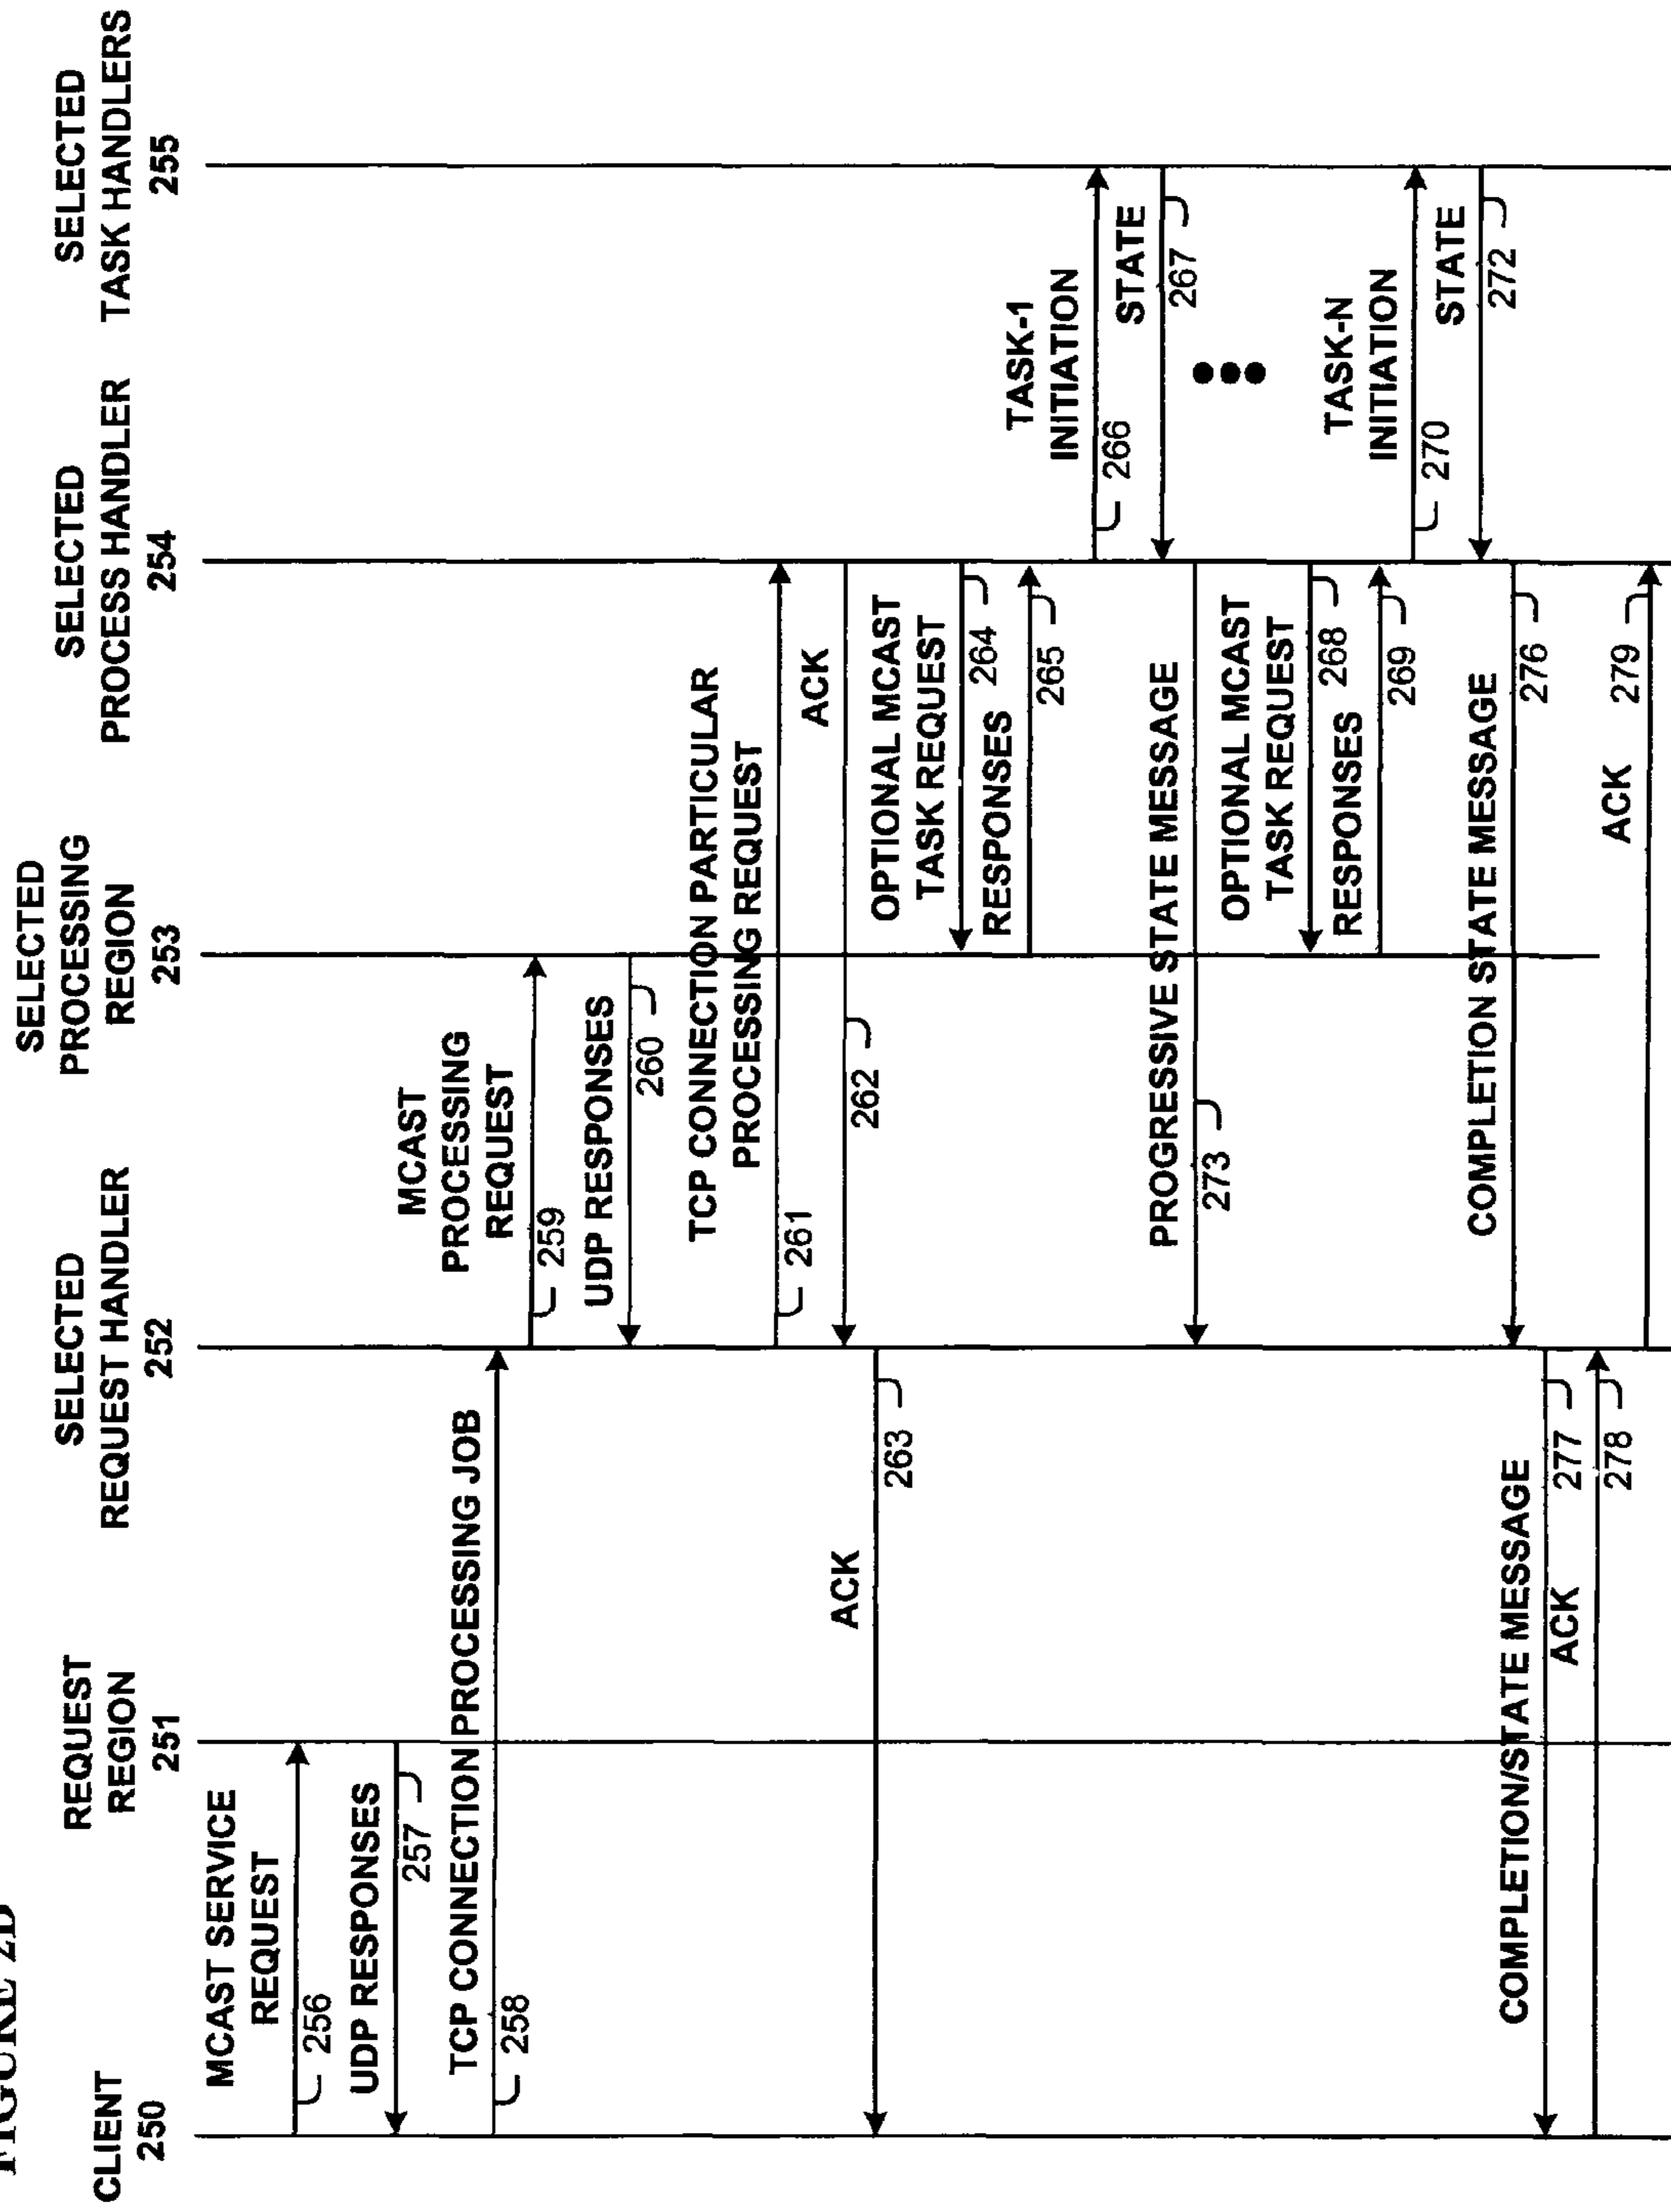 FIGURE 2D
CLIENT
250
REQUEST
REGION
251
SELECTED
REQUEST HANDLER
252
SELECTED
PROCESSING
REGION
253
SELECTED
PROCESS HANDLER
254
SELECTED
TASK HANDLERS
255
MCAST SERVICE
REQUEST
256
UDP RESPONSES
257
TCP CONNECTION PROCESSING JOB
258
MCAST
PROCESSING
REQUEST
259
UDP RESPONSES
260
TCP CONNECTION PARTICULAR
PROCESSING REQUEST
261
ACK
262
ACK
263
OPTIONAL MCAST
TASK REQUEST
264
RESPONSES
265
TASK-1
INITIATION
266
STATE
267
PROGRESSIVE STATE MESSAGE
273
OPTIONAL MCAST
TASK REQUEST
268
RESPONSES
269
TASK-N
INITIATION
270
STATE
272
COMPLETION STATE MESSAGE
276
COMPLETION/STATE MESSAGE
277
ACK
278
ACK
279